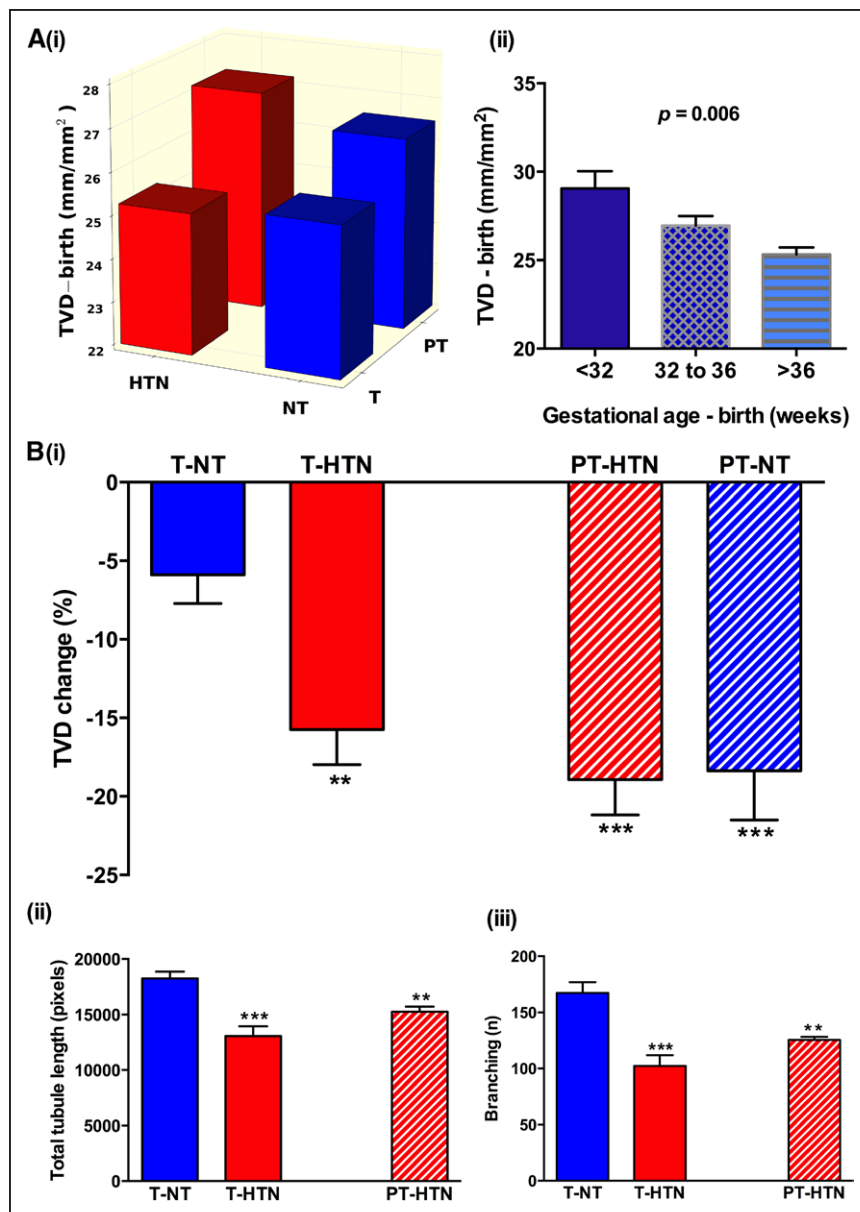 A(i)
28
27
26
25
24
23
22
TVD−birth (mm/mm²)
HTN
NT
T
PT
(ii)
35
30
25
20
TVD - birth (mm/mm²)
p = 0.006
<32 32 to 36 >36
Gestational age - birth (weeks)
B(i)
T-NT T-HTN PT-HTN PT-NT
0
-5
-10
-15
-20
-25
TVD change (%)
** *** ***
(ii)
20000
15000
10000
5000
0
Total tubule length (pixels)
*** **
T-NT T-HTN PT-HTN
(iii)
200
150
100
50
0
Branching (n)
*** **
T-NT T-HTN PT-HTN